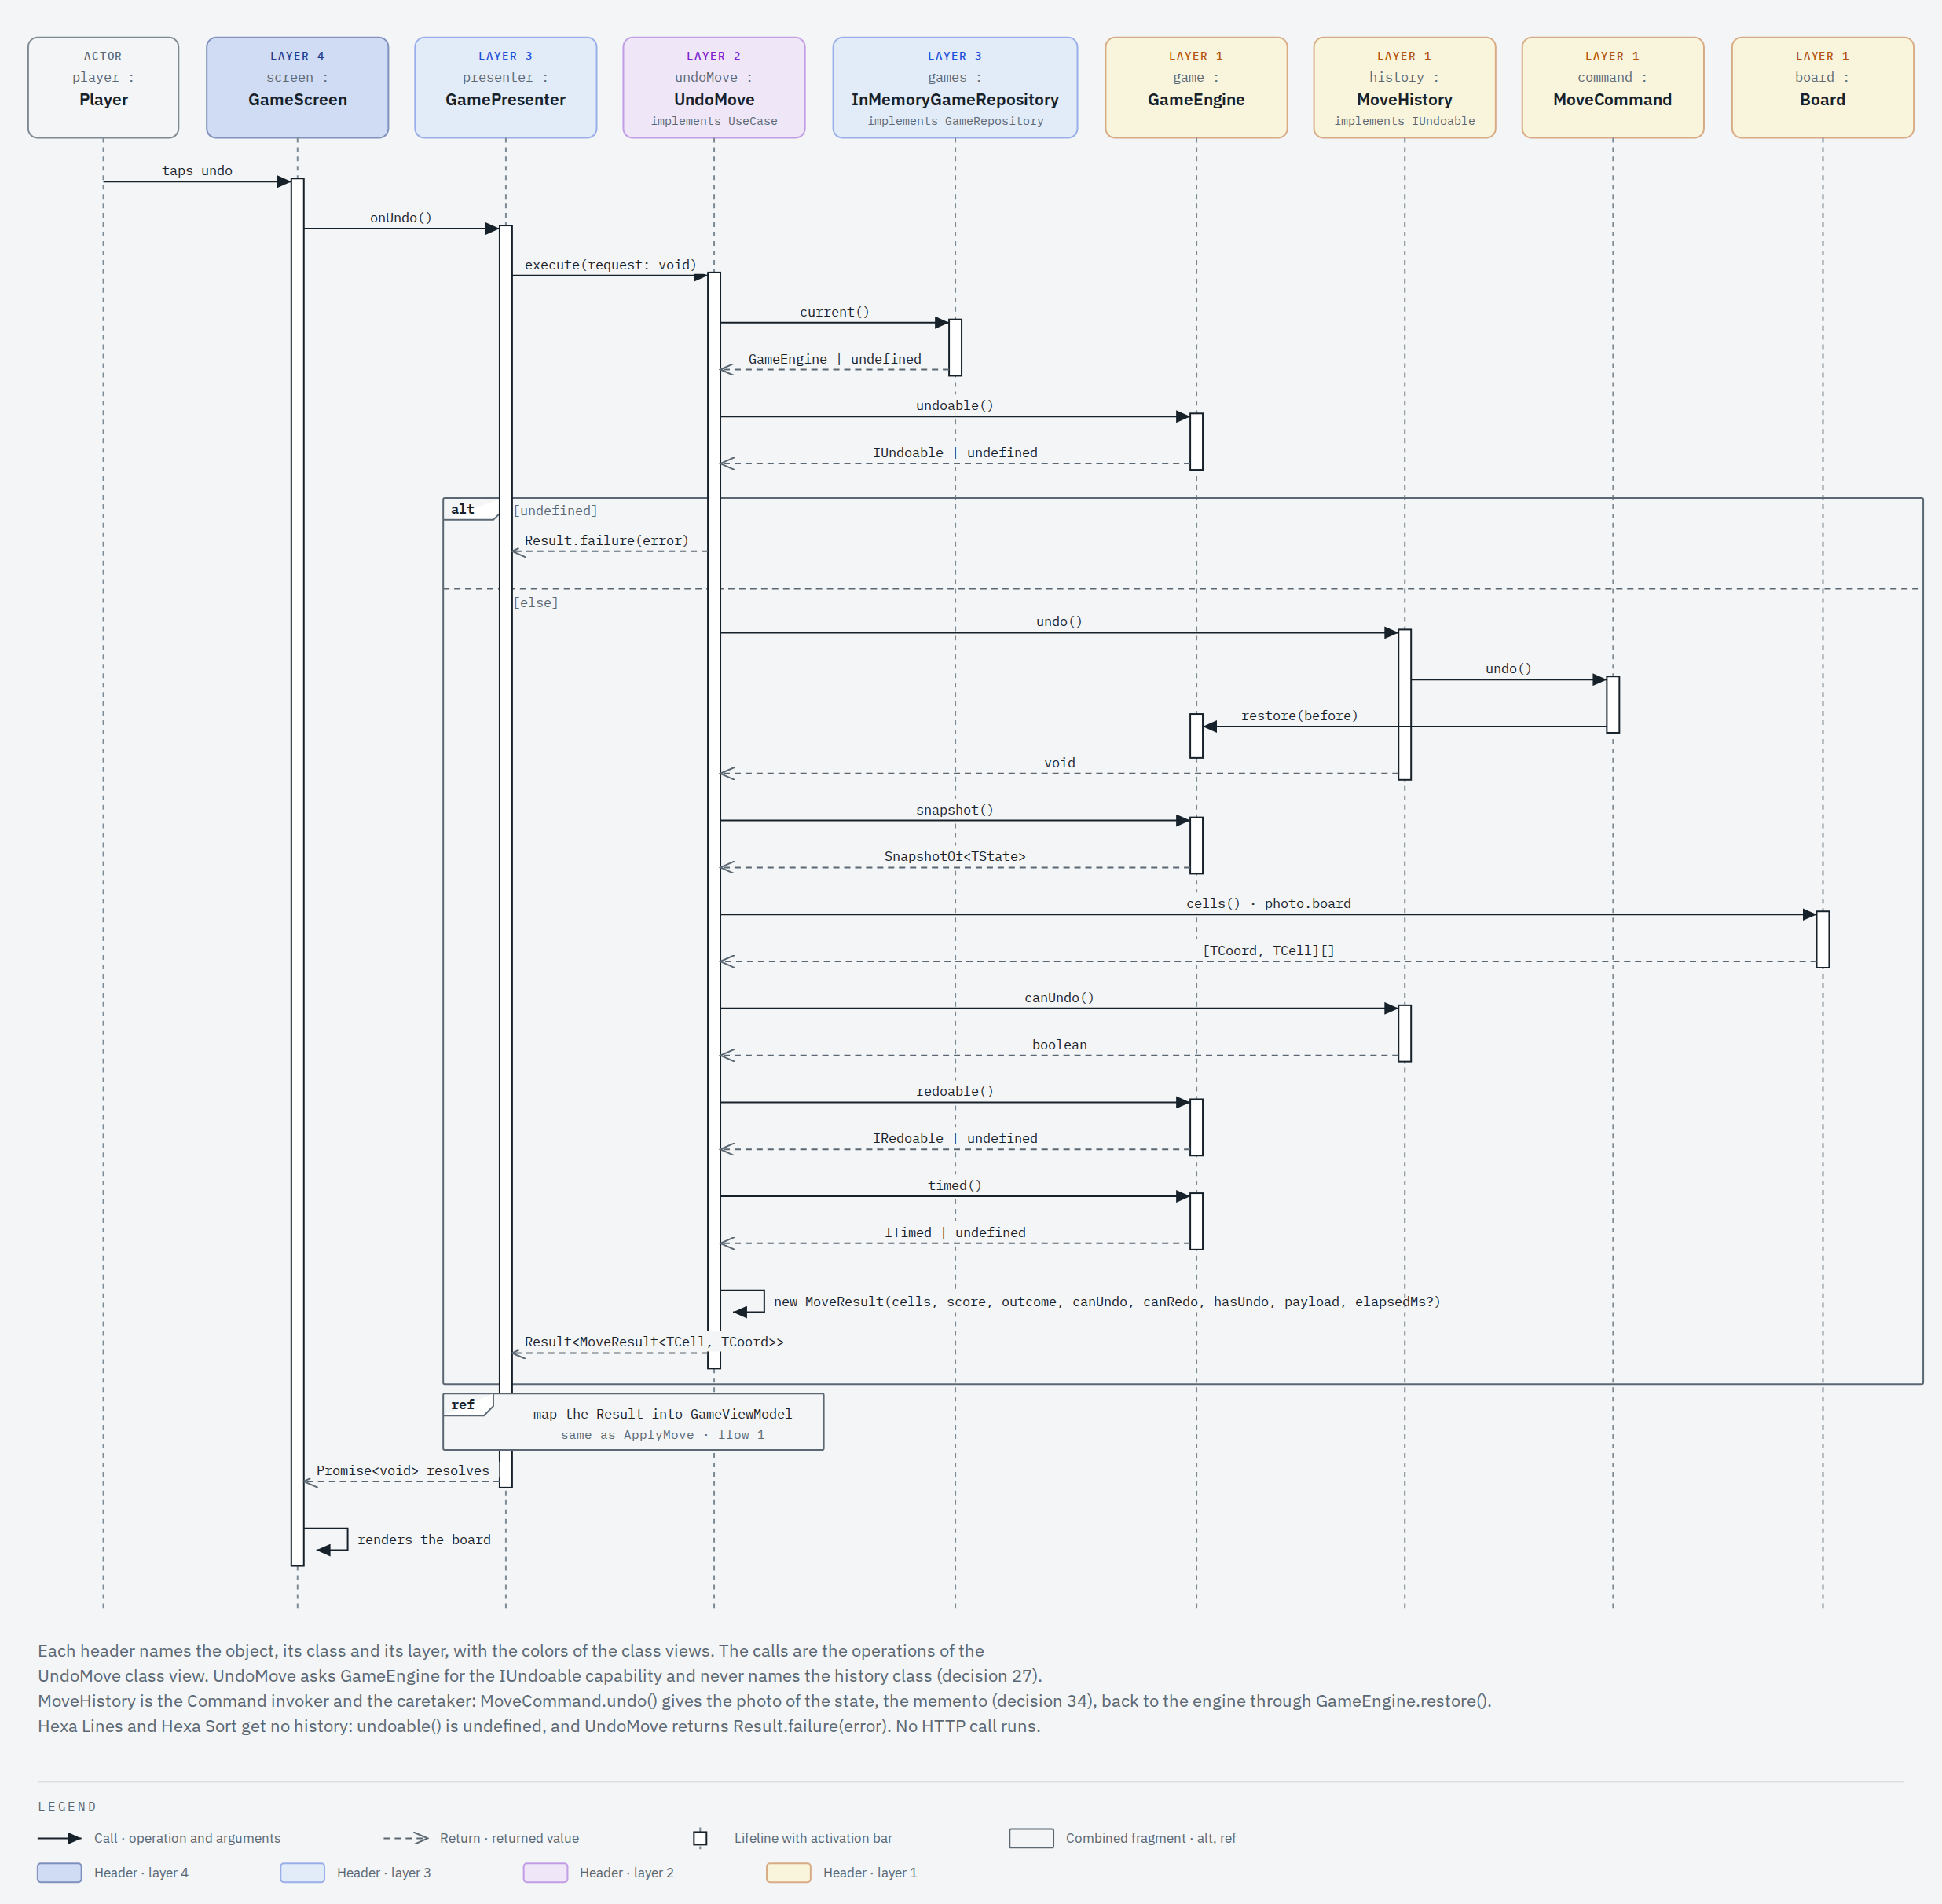 ACTOR
player :
Player
LAYER 4
screen :
GameScreen
LAYER 3
presenter :
GamePresenter
LAYER 2
undoMove :
UndoMove
implements UseCase
LAYER 3
games :
InMemoryGameRepository
implements GameRepository
LAYER 1
game :
GameEngine
LAYER 1
history :
MoveHistory
implements IUndoable
LAYER 1
command :
MoveCommand
LAYER 1
board :
Board
taps undo
onUndo()
execute(request: void)
current()
GameEngine | undefined
undoable()
IUndoable | undefined
alt
[undefined]
Result.failure(error)
[else]
undo()
undo()
restore(before)
void
snapshot()
SnapshotOf<TState>
cells() · photo.board
[TCoord, TCell][]
canUndo()
boolean
redoable()
IRedoable | undefined
timed()
ITimed | undefined
new MoveResult(cells, score, outcome, canUndo, canRedo, hasUndo, payload, elapsedMs?)
Result<MoveResult<TCell, TCoord>>
ref
map the Result into GameViewModel
same as ApplyMove · flow 1
Promise<void> resolves
renders the board
Each header names the object, its class and its layer, with the colors of the class views. The calls are the operations of the
UndoMove class view. UndoMove asks GameEngine for the IUndoable capability and never names the history class (decision 27).
MoveHistory is the Command invoker and the caretaker: MoveCommand.undo() gives the photo of the state, the memento (decision 34), back to the engine through GameEngine.restore().
Hexa Lines and Hexa Sort get no history: undoable() is undefined, and UndoMove returns Result.failure(error). No HTTP call runs.
LEGEND
Call · operation and arguments
Return · returned value
Lifeline with activation bar
Combined fragment · alt, ref
Header · layer 4
Header · layer 3
Header · layer 2
Header · layer 1